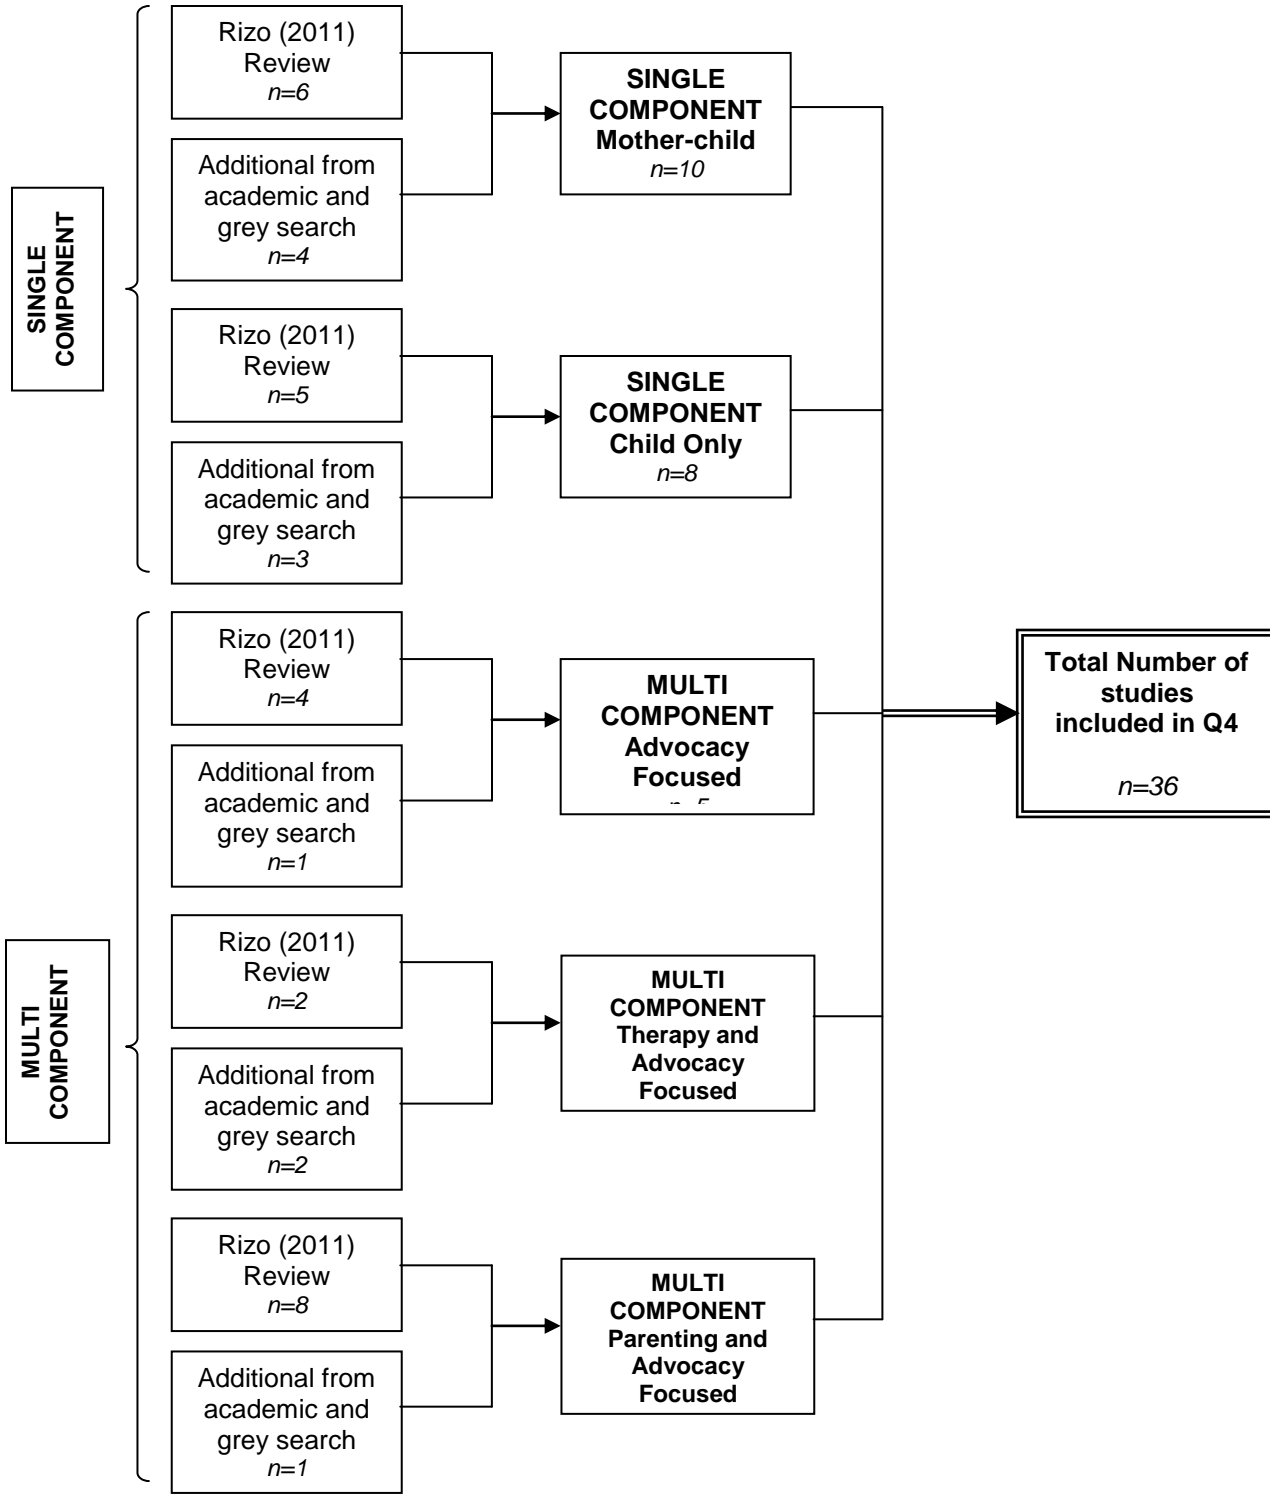 SINGLE
COMPONENT
Rizo (2011)
Review
n=6
Additional from
academic and
grey search
n=4
SINGLE
COMPONENT
Mother-child
n=10
Rizo (2011)
Review
n=5
Additional from
academic and
grey search
n=3
SINGLE
COMPONENT
Child Only
n=8
MULTI
COMPONENT
Rizo (2011)
Review
n=4
Additional from
academic and
grey search
n=1
MULTI
COMPONENT
Advocacy
Focused
Rizo (2011)
Review
n=2
Additional from
academic and
grey search
n=2
MULTI
COMPONENT
Therapy and
Advocacy
Focused
Rizo (2011)
Review
n=8
Additional from
academic and
grey search
n=1
MULTI
COMPONENT
Parenting and
Advocacy
Focused
Total Number of
studies
included in Q4
n=36